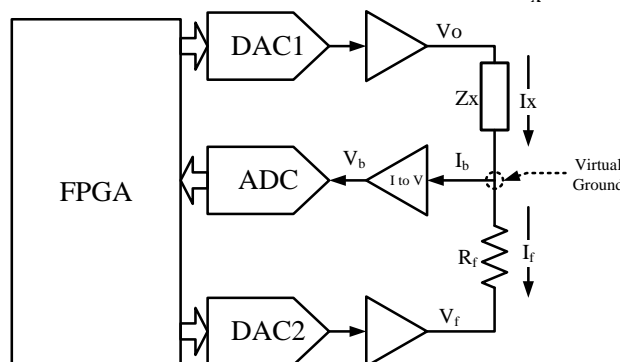 x
DAC1
Vo
Zx
Ix
FPGA
ADC
Vb
I to V
Ib
Virtual
Ground
Rf
If
DAC2
Vf